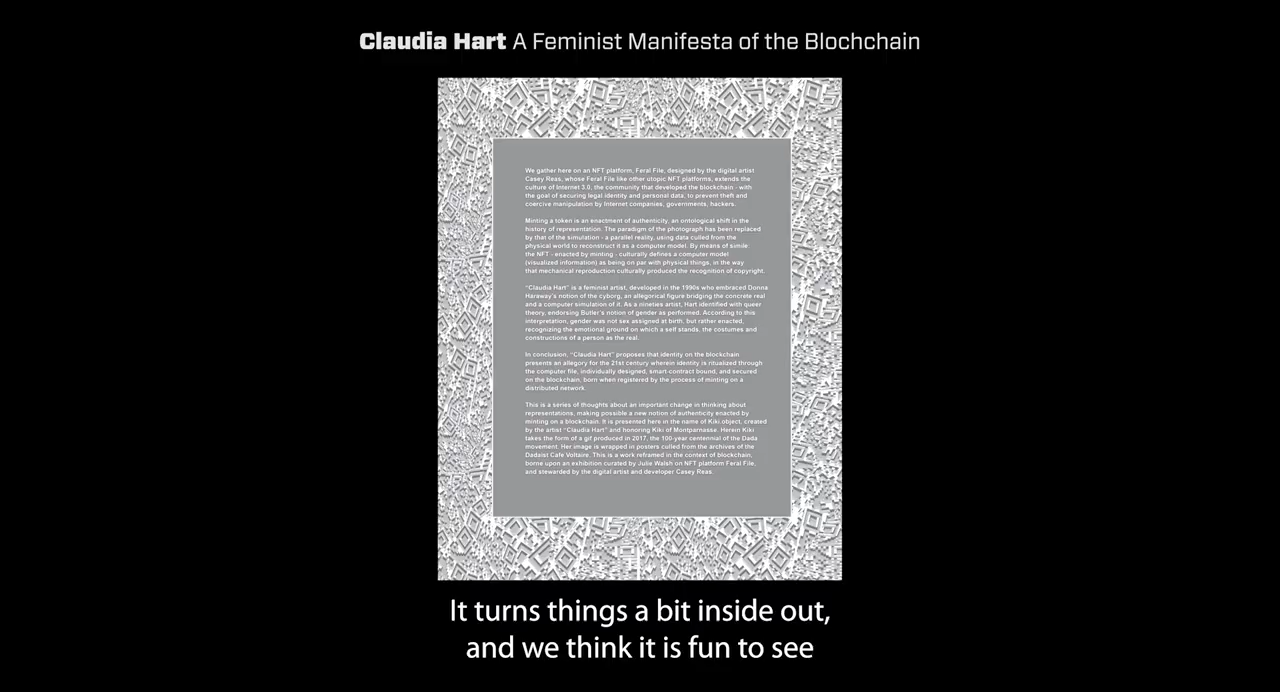 Claudia Hart A Feminist Manifesta of the Blochchain
We gather here on an NFT platform, Feral File, designed by the digital artist
Casey Reas, whose Feral File like other utopic NFT platforms, extends the
culture of Internet 3.0, the community that developed the blockchain - with
the goal of securing legal identity and personal data, to prevent theft and
coercive manipulation by Internet companies, governments, hackers.
Minting a token is an enactment of authenticity, an ontological shift in the
history of representation. The paradigm of the photograph has been replaced
by that of the simulation - a parallel reality, using data culled from the
physical world to reconstruct it as a computer model. By means of simile
the NFT - enacted by minting - culturally defines a computer model
(visualized information) as being on par with physical things, in the way
that mechanical reproduction culturally produced the recognition of copyright.
"Claudia Hart" is a feminist artist, developed in the 1990s who embraced Donna
Haraway's notion of the cyborg, an allegorical figure bridging the concrete real
and a computer simulation of it. As a nineties artist, Hart identified with queer
theory, endorsing Butler's notion of gender as performed. According to this
interpretation, gender was not sex assigned at birth, but rather enacted,
recognizing the emotional ground on which a self stands, the costumes and
constructions of a person as the real.
In conclusion, "Claudia Hart" proposes that identity on the blockchain
presents an allegory for the 21st century wherein identity is ritualized through
the computer file, individually designed, smart-contract bound, and secured
on the blockchain, born when registered by the process of minting on a
distributed network.
This is a series of thoughts about an important change in thinking about
representations, making possible a new notion of authenticity enacted by
minting on a blockchain. It is presented here in the name of Kiki.object, created
by the artist "Claudia Hart" and honoring Kiki of Montparnasse. Herein Kiki
takes the form of a gif produced in 2017, the 100-year centennial of the Dada
movement. Her image is wrapped in posters culled from the archives of the
Dadaist Cafe Voltaire. This is a work reframed in the context of blockchain,
borne upon an exhibition curated by Julie Walsh on NFT platform Feral File,
and stewarded by the digital artist and developer Casey Reas.
It turns things a bit inside out,
and we think it is fun to see